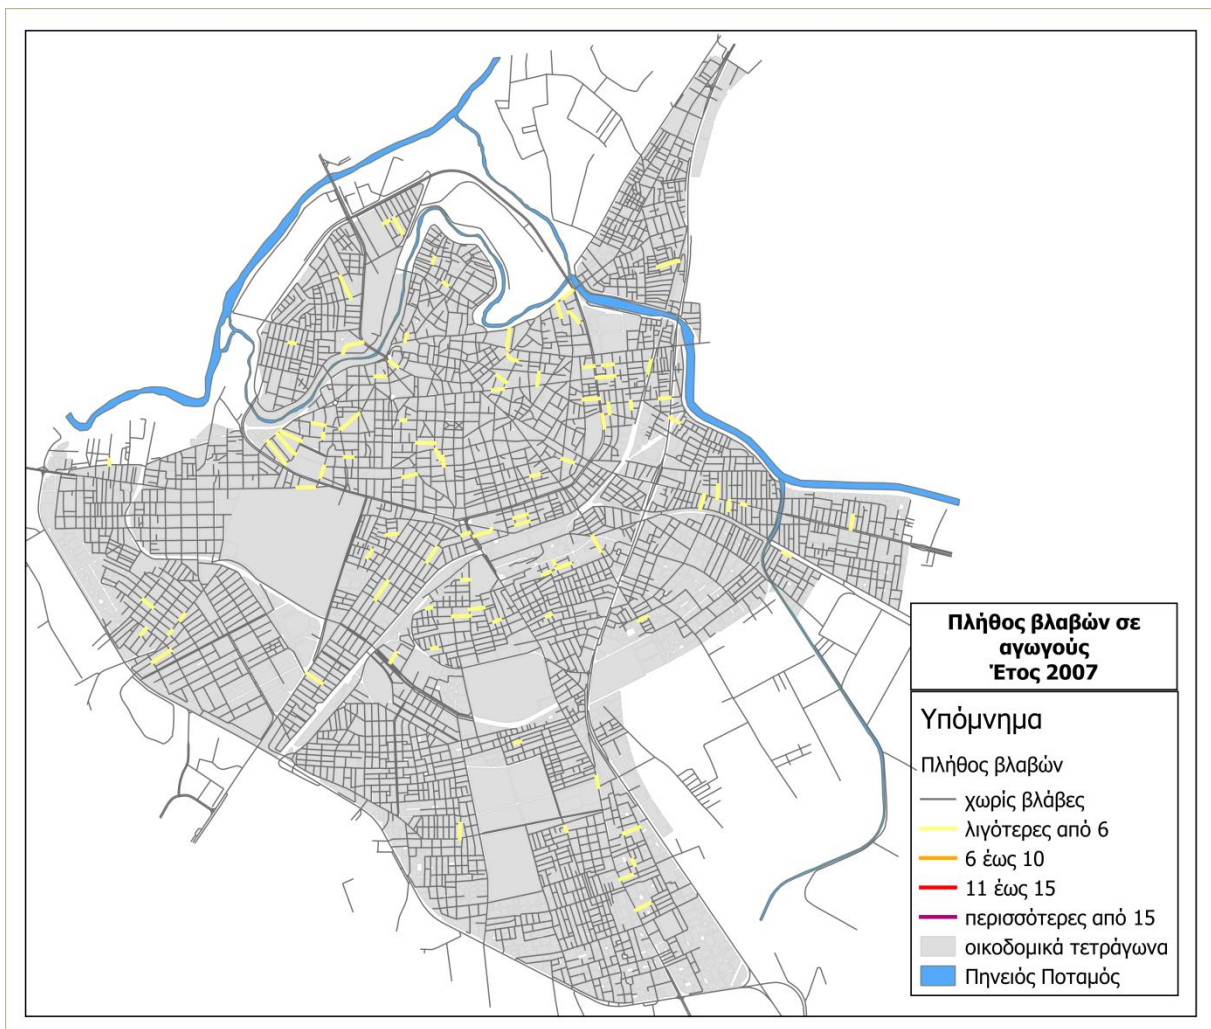 Πλήθος βλαβών σε
αγωγούς
Έτος 2007
Υπόμνημα
Πλήθος βλαβών
χωρίς βλάβες
λιγότερες από 6
6 έως 10
11 έως 15
περισσότερες από 15
οικοδομικά τετράγωνα
Πηνειός Ποταμός